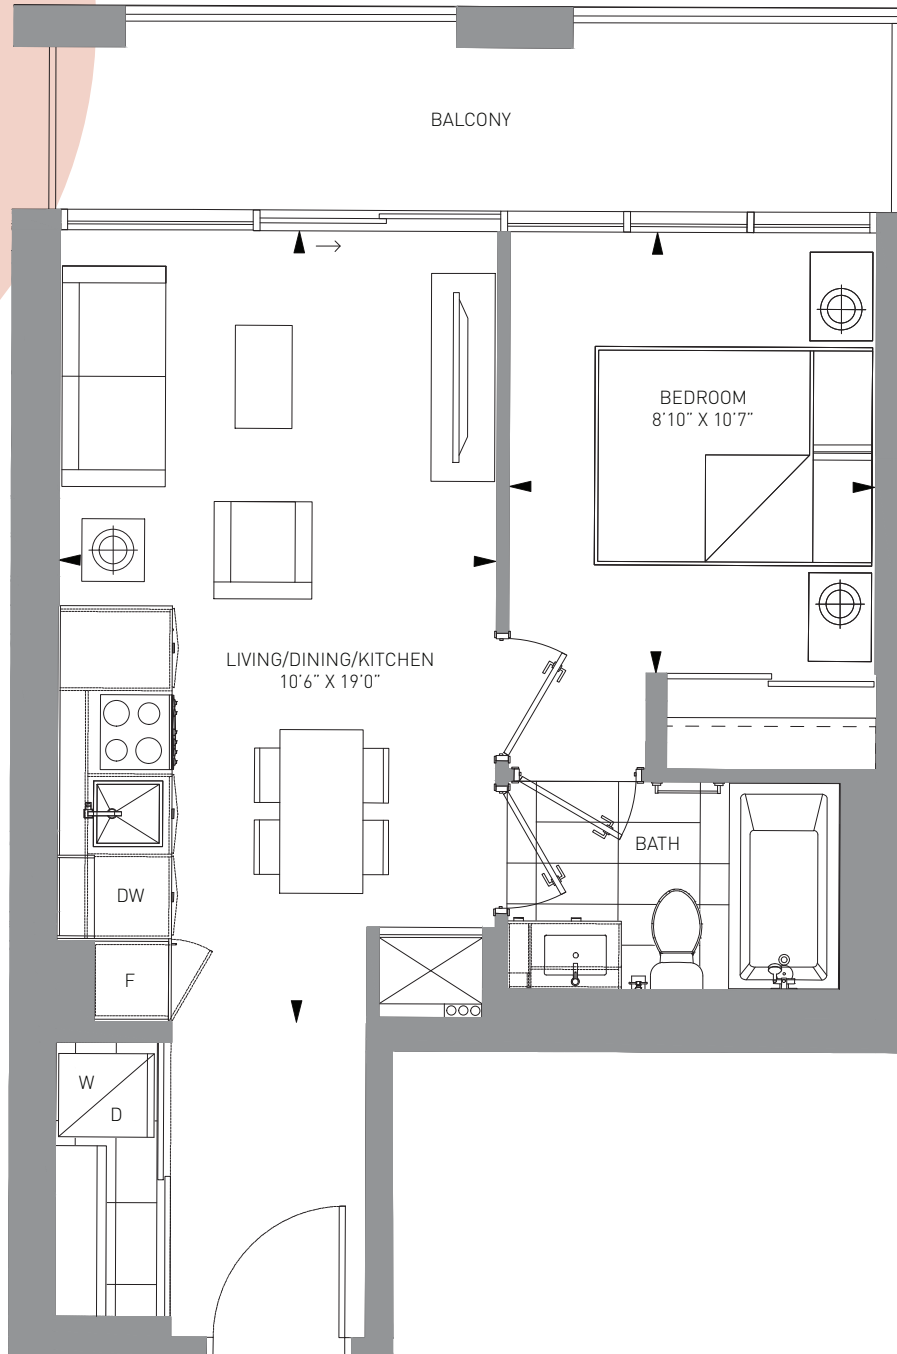 BALCONY
BEDROOM
8'10" X 10'7"
LIVING/DINING/KITCHEN
10'6" X 19'0"
BATH
DW
F
W
D